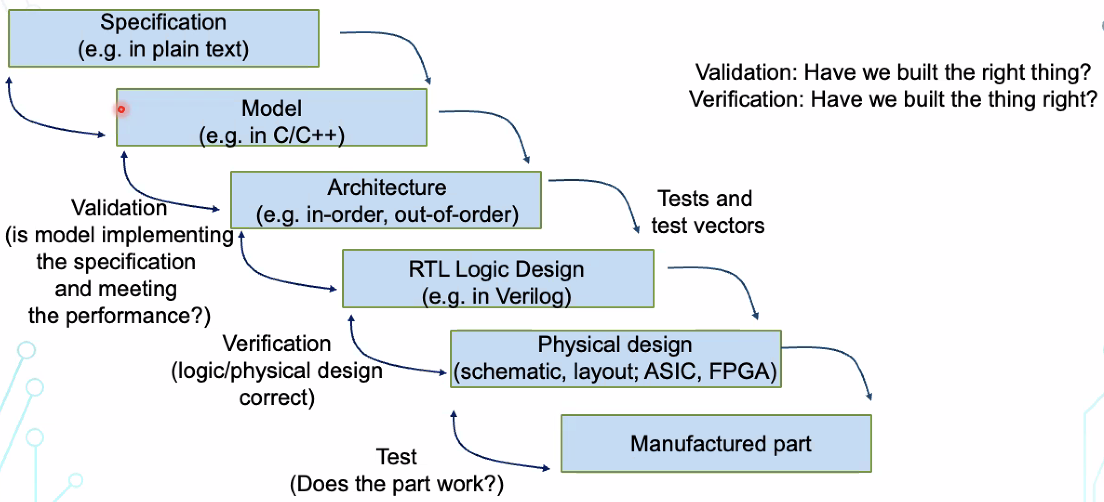 Specification
(e.g. in plain text)
Validation: Have we built the right thing?
Verification: Have we built the thing right?
Model
(e.g. in C/C++)
Architecture
(e.g. in-order, out-of-order)
Tests and
test vectors
Validation
(is model implementing
the specification
and meeting
the performance?)
RTL Logic Design
(e.g. in Verilog)
Verification
(logic/physical design
correct)
Physical design
(schematic, layout; ASIC, FPGA)
Manufactured part
Test
(Does the part work?)